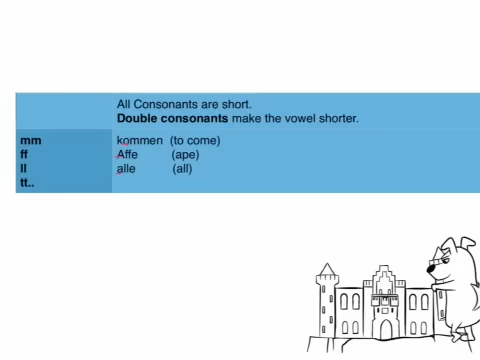 All Consonants are short.
Double consonants make the vowel shorter.
mm kommen (to come)
ff Affe (ape)
ll alle (all)
tt..